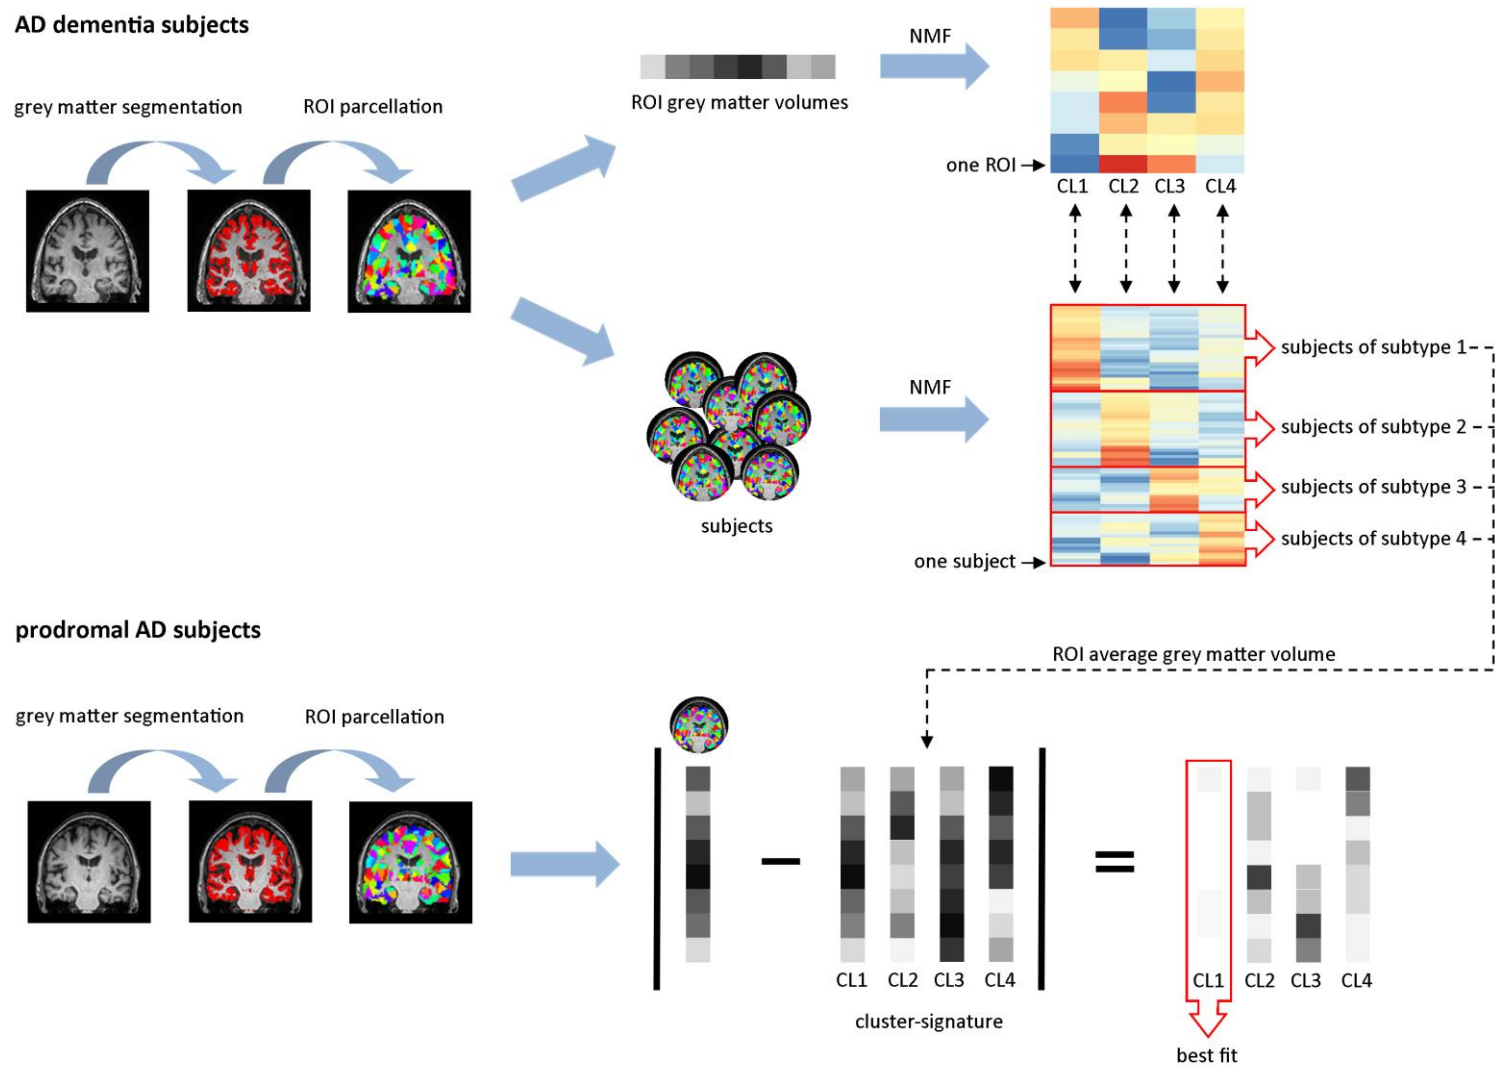 AD dementia subjects
grey matter segmentation
ROI parcellation
ROI grey matter volumes
NMF
one ROI
CL1 CL2 CL3 CL4
subjects
NMF
subjects of subtype 1
subjects of subtype 2
subjects of subtype 3
subjects of subtype 4
one subject
prodromal AD subjects
grey matter segmentation
ROI parcellation
ROI average grey matter volume
CL1 CL2 CL3 CL4
cluster-signature
CL1 CL2 CL3 CL4
best fit